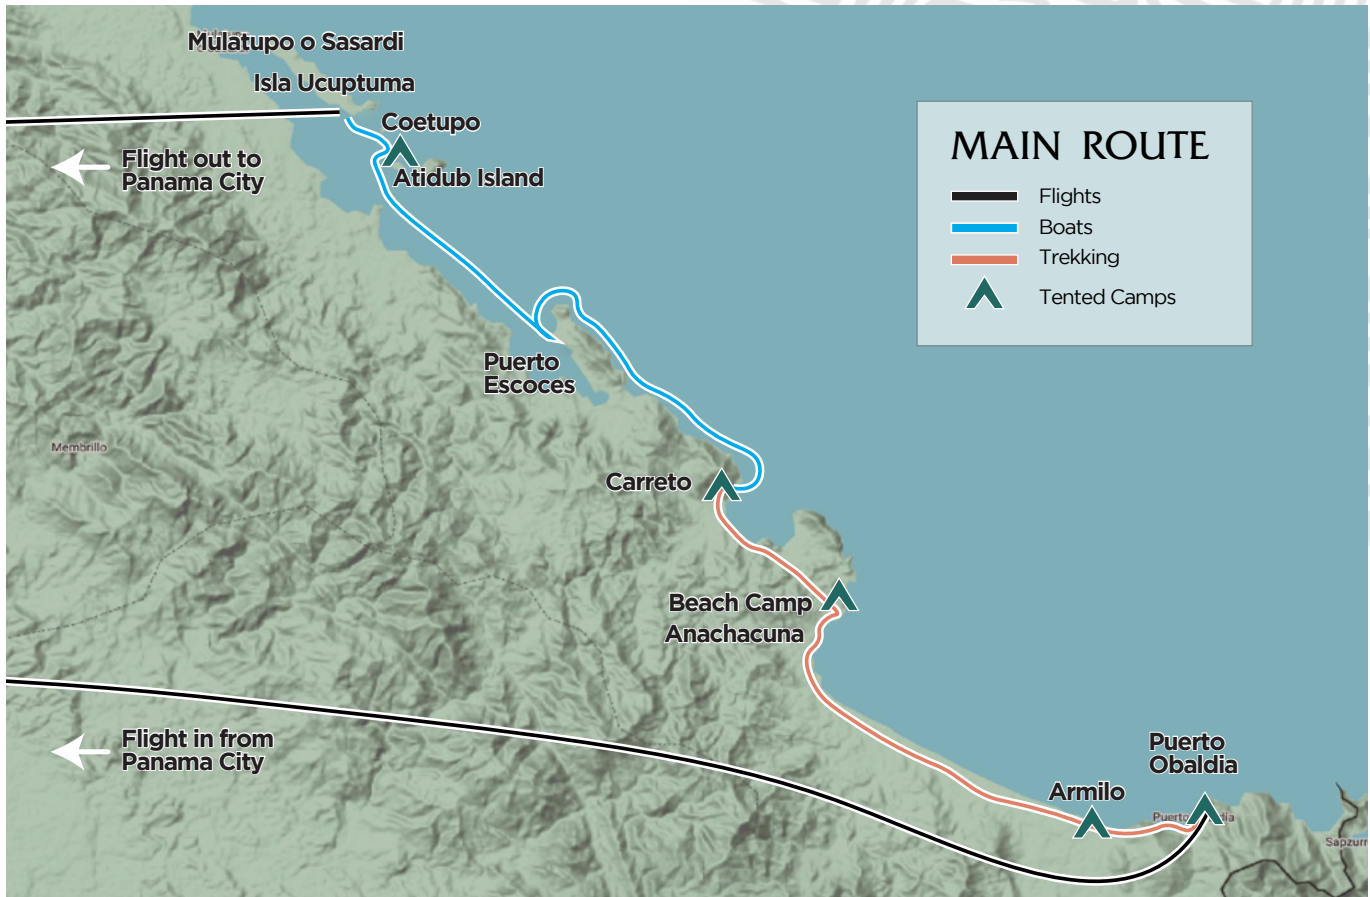 Mulatupo o Sasardi
Isla Ucuptuma
Coetupo
Atidub Island
Flight out to
Panama City
MAIN ROUTE
Flights
Boats
Trekking
Tented Camps
Puerto
Escoces
Membrillo
Carreto
Beach Camp
Anachacuna
Flight in from
Panama City
Puerto
Obaldia
Armilo
Puerto